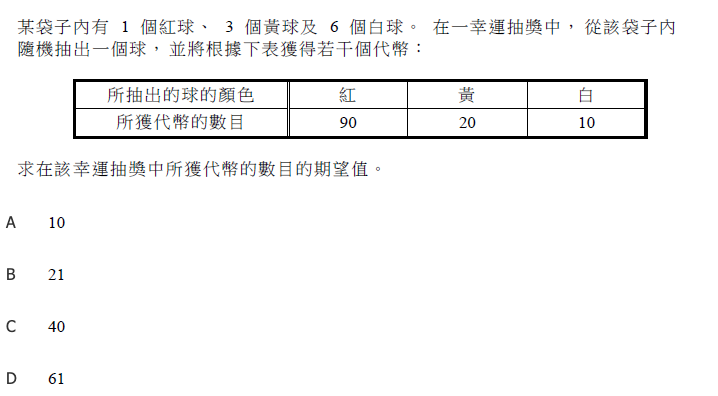 某袋子內有 1 個紅球、 3 個黃球及 6 個白球。 在一幸運抽獎中，從該袋子內
隨機抽出一個球，並將根據下表獲得若干個代幣：
所抽出的球的顏色 紅 黃 白
所獲代幣的數目 90 20 10
求在該幸運抽獎中所獲代幣的數目的期望值。
A 10
B 21
C 40
D 61